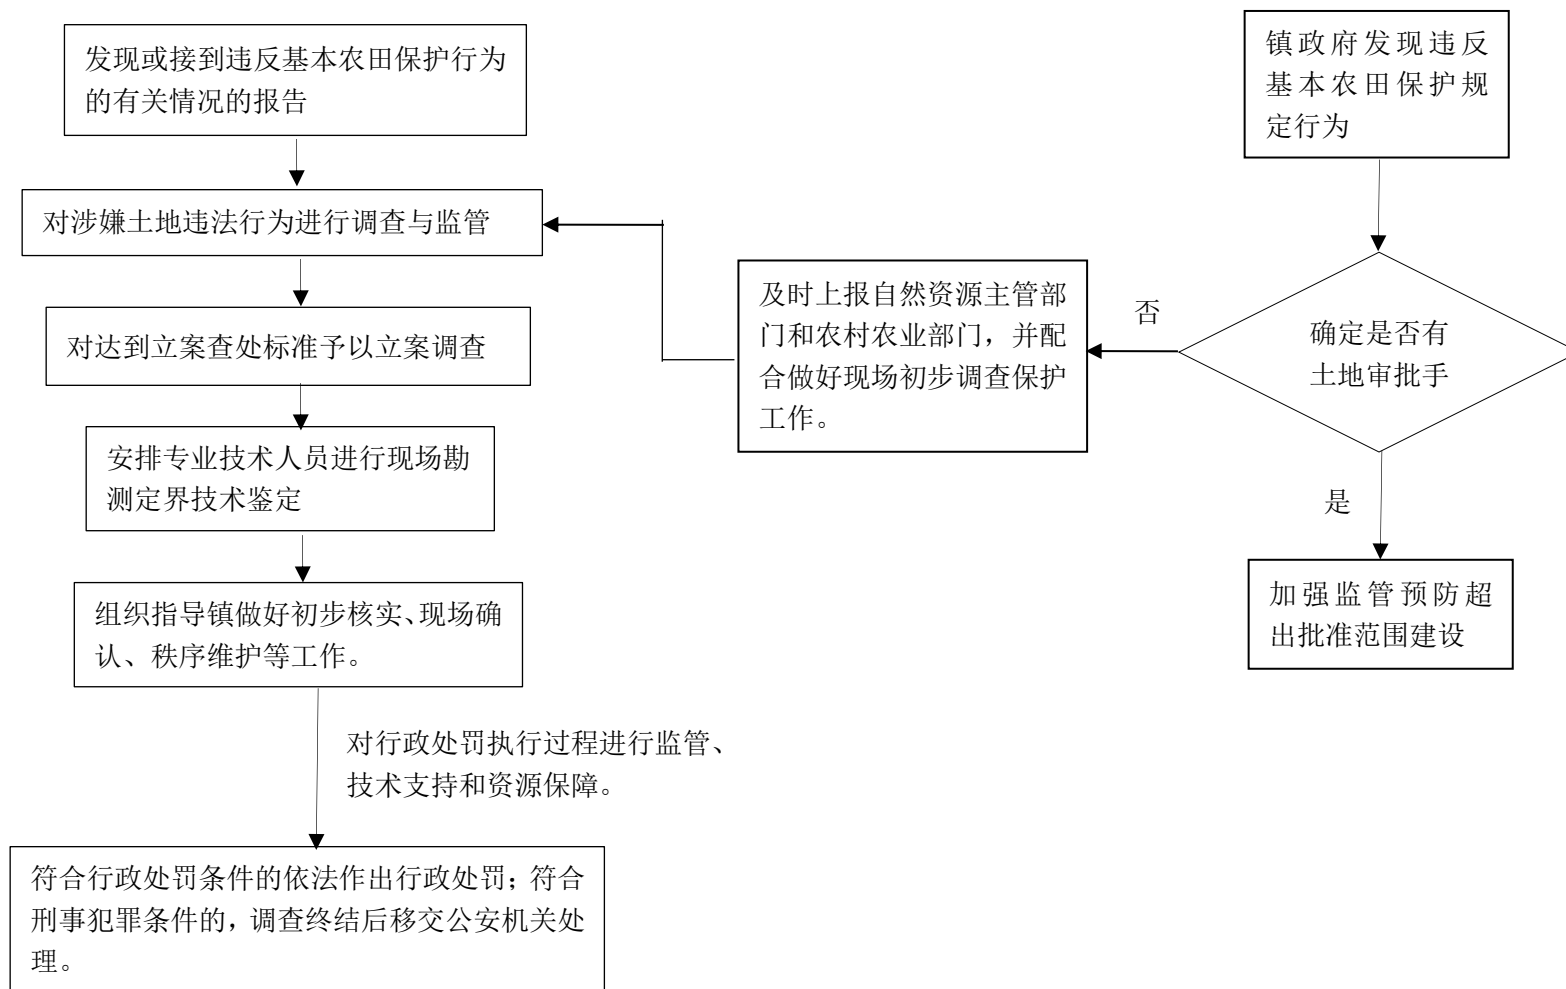 发现或接到违反基本农田保护行为
的有关情况的报告
对涉嫌土地违法行为进行调查与监管
对达到立案查处标准予以立案调查
安排专业技术人员进行现场勘
测定界技术鉴定
组织指导镇做好初步核实、现场确
认、秩序维护等工作。
对行政处罚执行过程进行监管、
技术支持和资源保障。
符合行政处罚条件的依法作出行政处罚；符合
刑事犯罪条件的，调查终结后移交公安机关处
理。
及时上报自然资源主管部
门和农村农业部门，并配
合做好现场初步调查保护
工作。
镇政府发现违反
基本农田保护规
定行为
否
确定是否有
土地审批手
是
加强监管预防超
出批准范围建设